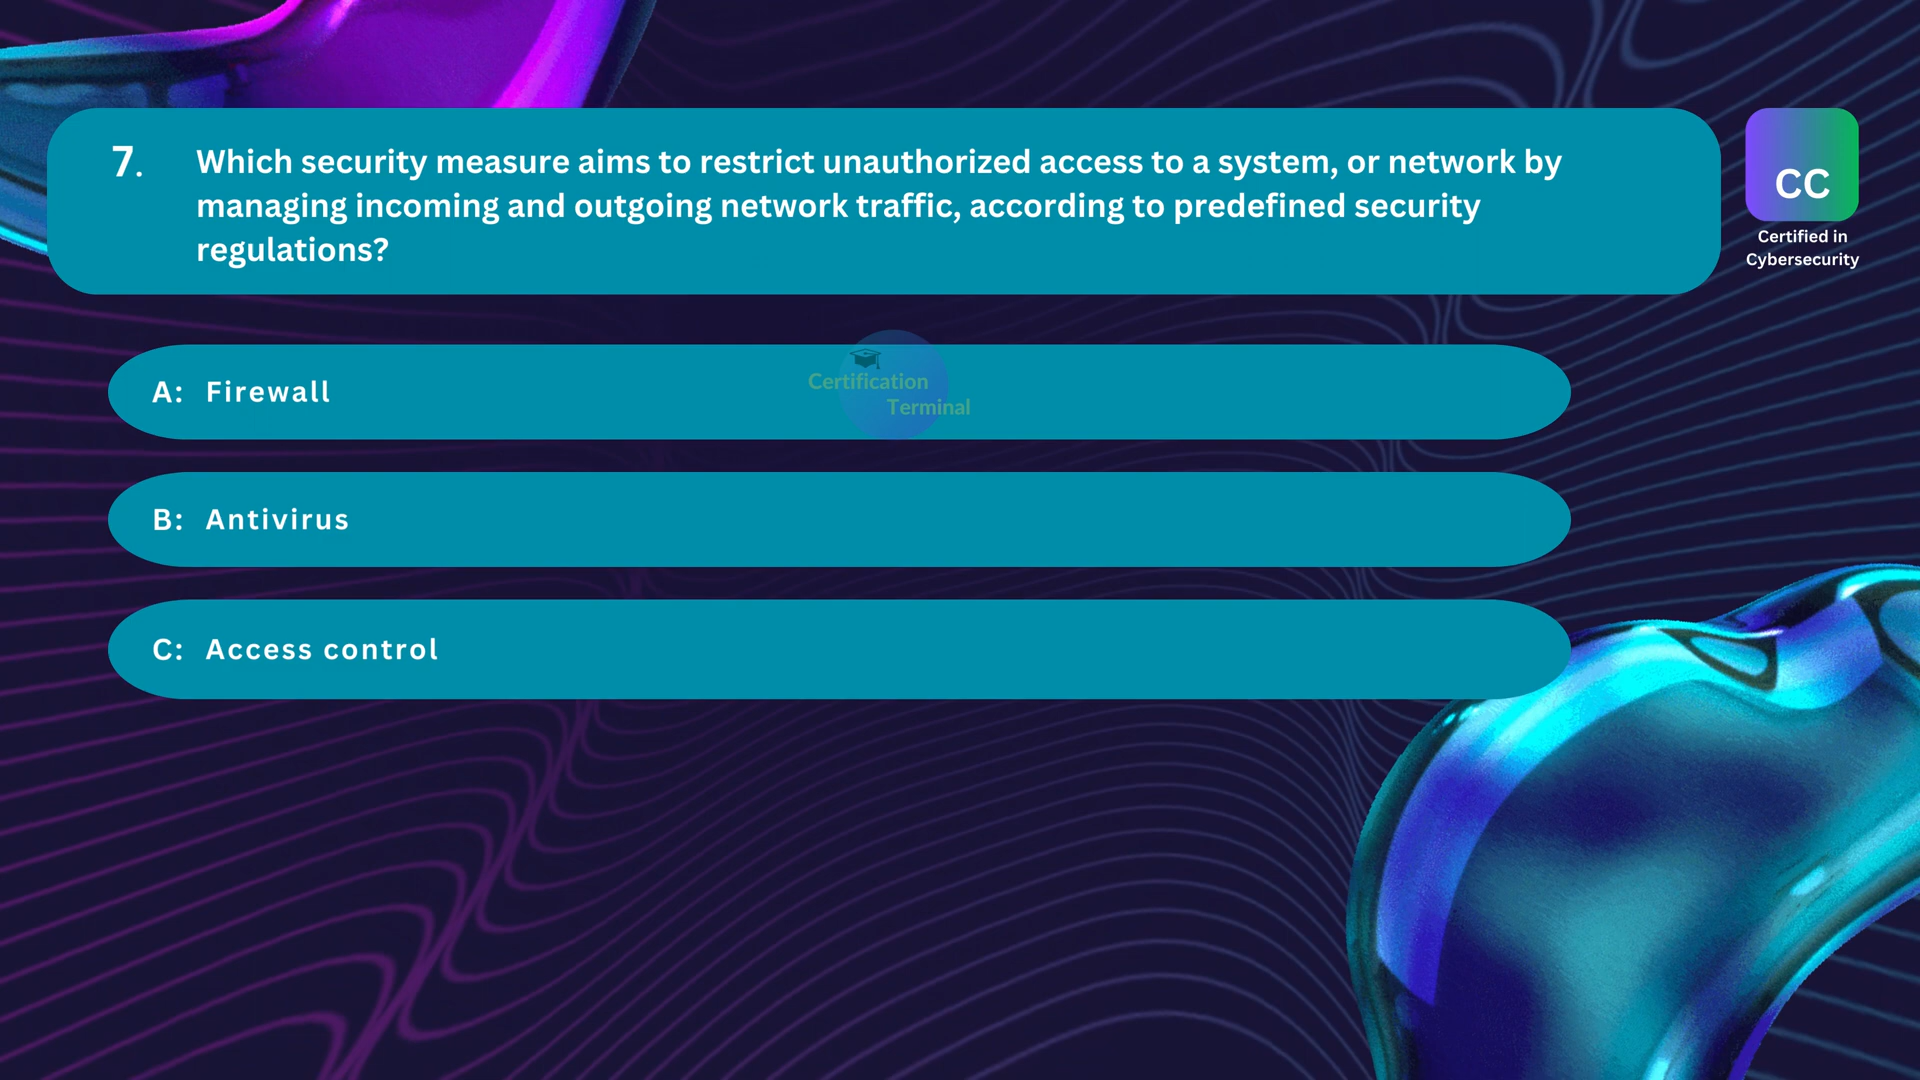 7. Which security measure aims to restrict unauthorized access to a system, or network by
managing incoming and outgoing network traffic, according to predefined security
regulations?
CC
Certified in
Cybersecurity
A: Firewall
Certification
Terminal
B: Antivirus
C: Access control